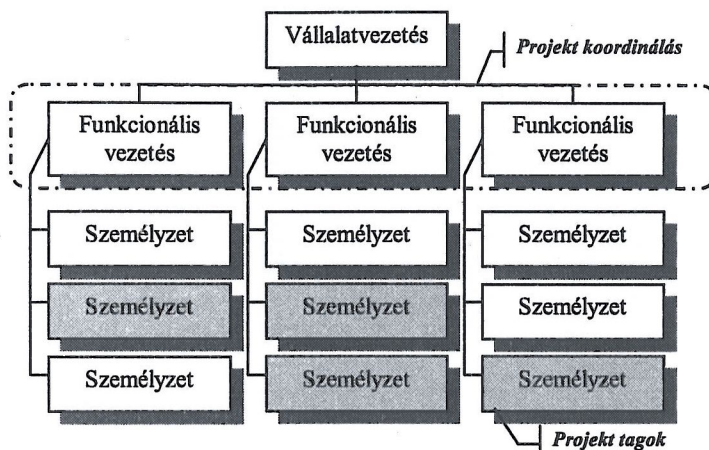 Vállalatvezetés
Projekt koordinálás
Funkcionális
vezetés
Funkcionális
vezetés
Funkcionális
vezetés
Személyzet
Személyzet
Személyzet
Személyzet
Személyzet
Személyzet
Személyzet
Személyzet
Személyzet
Projekt tagok